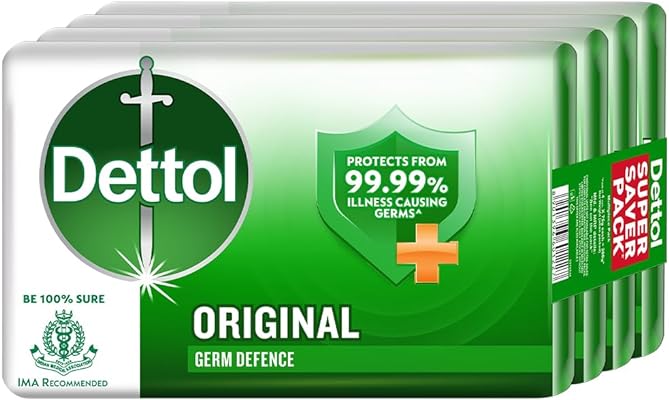 Dettol
PROTECTS FROM
99.99%
ILLNESS CAUSING
GERMS^
BE 100% SURE
IMA RECOMMENDED
ORIGINAL
GERM DEFENCE
Dettol
SUPER
SAVER
PACK